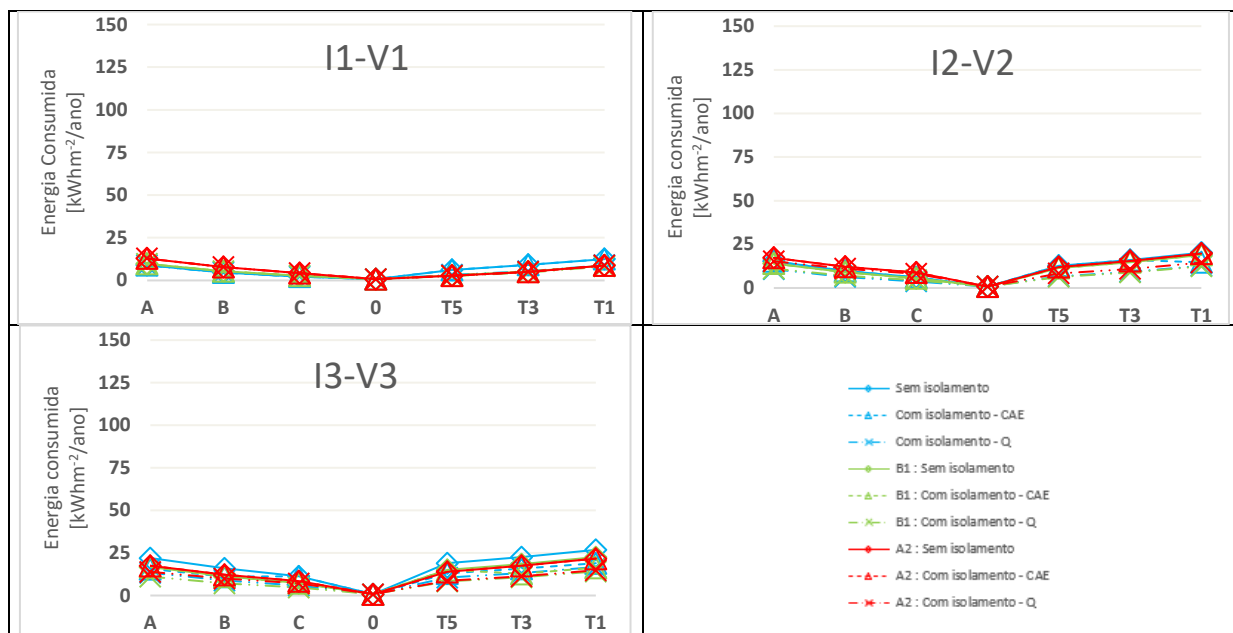 I1-V1
Energia Consumida
[kWhm⁻²/ano]
150
125
100
75
50
25
0
A B C 0 T5 T3 T1
I2-V2
Energia consumida
[kWhm⁻²/ano]
150
125
100
75
50
25
0
A B C 0 T5 T3 T1
I3-V3
Energia consumida
[kWhm⁻²/ano]
150
125
100
75
50
25
0
A B C 0 T5 T3 T1
Sem isolamento
Com isolamento - CAE
Com isolamento - Q
B1 : Sem isolamento
B1 : Com isolamento - CAE
B1 : Com isolamento - Q
A2 : Sem isolamento
A2 : Com isolamento - CAE
A2 : Com isolamento - Q